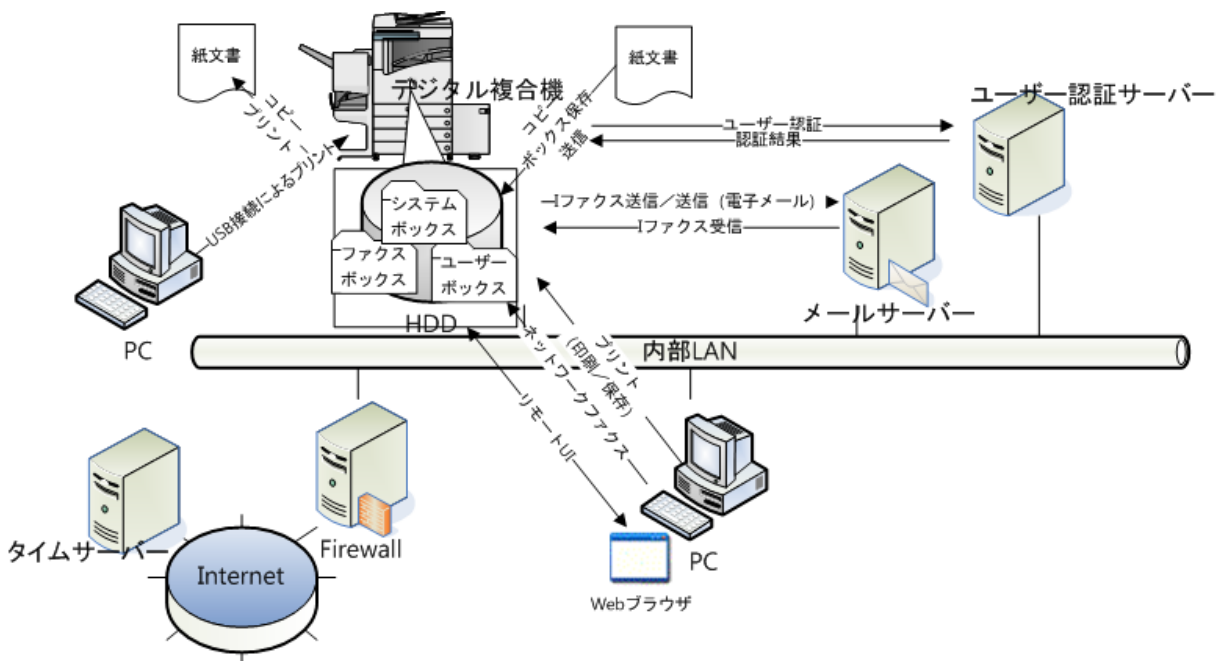 紙文書
紙文書
デジタル複合機
ユーザー認証サーバー
コピー
プリント
コピー
ボックス保存
送信
ユーザー認証
認証結果
USB接続によるプリント
システム
ボックス
ファクス
ボックス
ユーザー
ボックス
Iファクス送信／送信（電子メール）
Iファクス受信
HDD
メールサーバー
PC
内部LAN
プリント
（印刷／保存）
ネットワークファクス
リモートUI
タイムサーバー
Firewall
Internet
PC
Webブラウザ